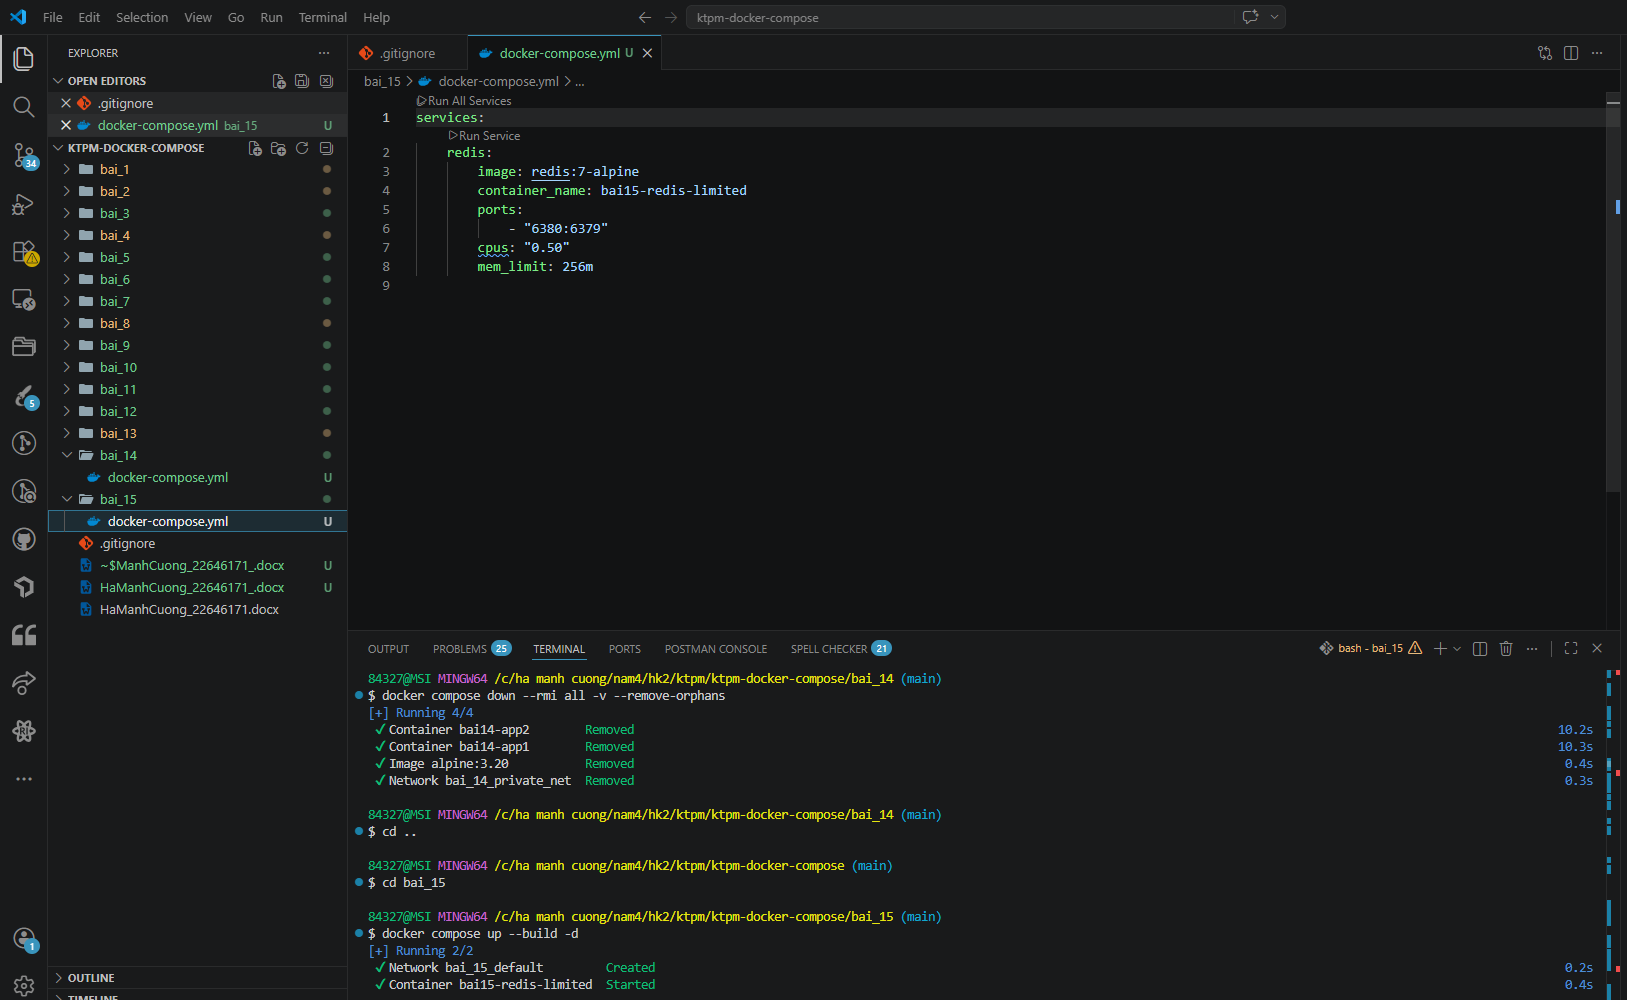 File Edit Selection View Go Run Terminal Help
ktpm-docker-compose
EXPLORER
OPEN EDITORS
.gitignore
docker-compose.yml bai_15 U
KTPM-DOCKER-COMPOSE
bai_1
bai_2
bai_3
bai_4
bai_5
bai_6
bai_7
bai_8
bai_9
bai_10
bai_11
bai_12
bai_13
bai_14
docker-compose.yml U
bai_15
docker-compose.yml U
.gitignore
~$ManhCuong_22646171_.docx U
HaManhCuong_22646171_.docx U
HaManhCuong_22646171.docx
OUTLINE
TIMELINE
34
5
1
.gitignore
docker-compose.yml U
bai_15 > docker-compose.yml > ...
Run All Services
1 services:
Run Service
2 redis:
3 image: redis:7-alpine
4 container_name: bai15-redis-limited
5 ports:
6 - "6380:6379"
7 cpus: "0.50"
8 mem_limit: 256m
9
OUTPUT PROBLEMS 25 TERMINAL PORTS POSTMAN CONSOLE SPELL CHECKER 21
bash - bai_15
84327@MSI MINGW64 /c/ha manh cuong/nam4/hk2/ktpm/ktpm-docker-compose/bai_14 (main)
$ docker compose down --rmi all -v --remove-orphans
[+] Running 4/4
✓ Container bai14-app2 Removed 10.2s
✓ Container bai14-app1 Removed 10.3s
✓ Image alpine:3.20 Removed 0.4s
✓ Network bai_14_private_net Removed 0.3s
84327@MSI MINGW64 /c/ha manh cuong/nam4/hk2/ktpm/ktpm-docker-compose/bai_14 (main)
$ cd ..
84327@MSI MINGW64 /c/ha manh cuong/nam4/hk2/ktpm/ktpm-docker-compose (main)
$ cd bai_15
84327@MSI MINGW64 /c/ha manh cuong/nam4/hk2/ktpm/ktpm-docker-compose/bai_15 (main)
$ docker compose up --build -d
[+] Running 2/2
✓ Network bai_15_default Created 0.2s
✓ Container bai15-redis-limited Started 0.4s